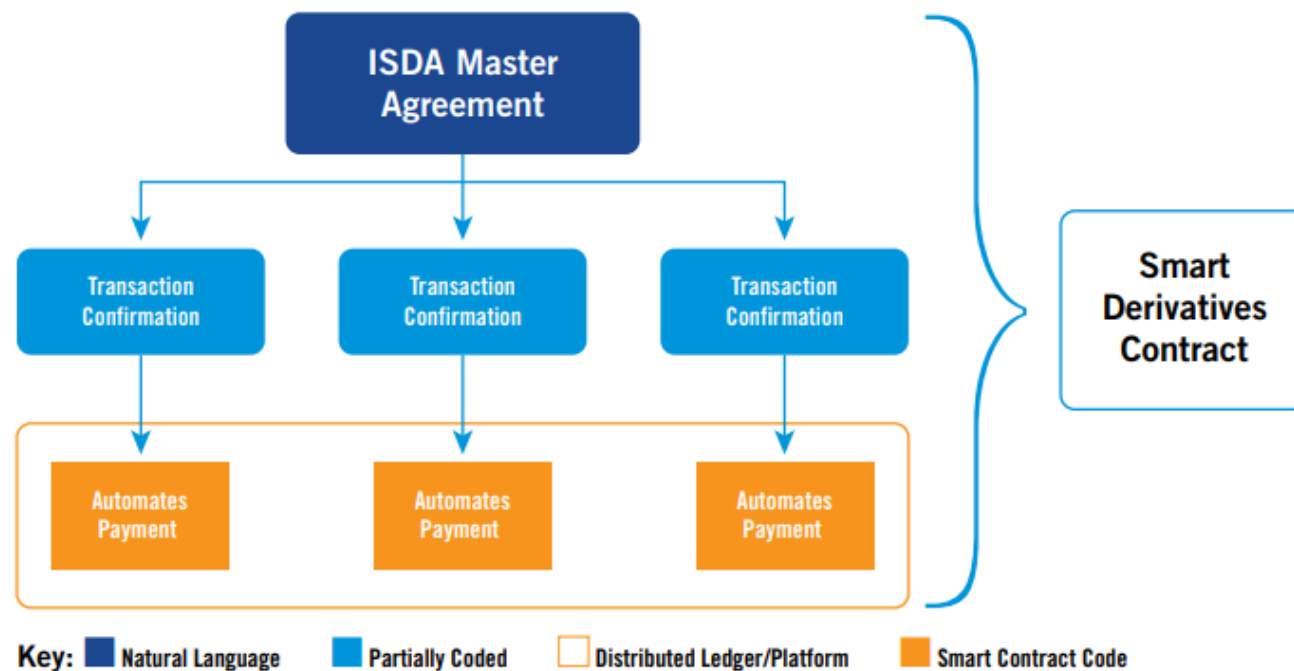 ISDA Master
Agreement
Transaction
Confirmation
Transaction
Confirmation
Transaction
Confirmation
Smart
Derivatives
Contract
Automates
Payment
Automates
Payment
Automates
Payment
Key: Natural Language Partially Coded Distributed Ledger/Platform Smart Contract Code